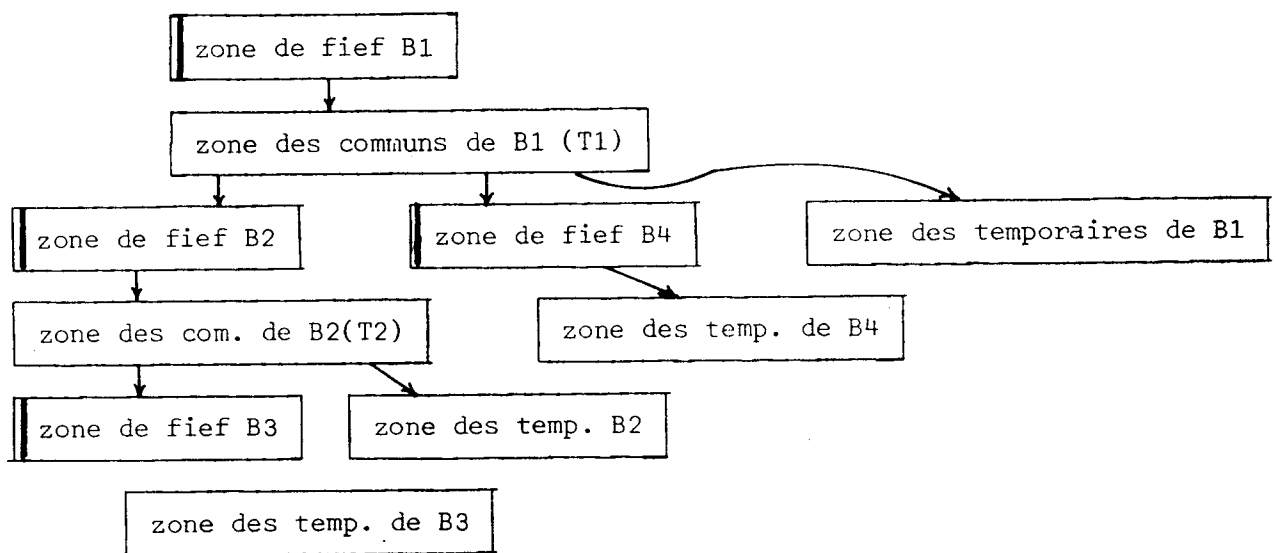 zone de fief B1
zone des communs de B1 (T1)
zone de fief B2
zone de fief B4
zone des temporaires de B1
zone des com. de B2(T2)
zone des temp. de B4
zone de fief B3
zone des temp. B2
zone des temp. de B3